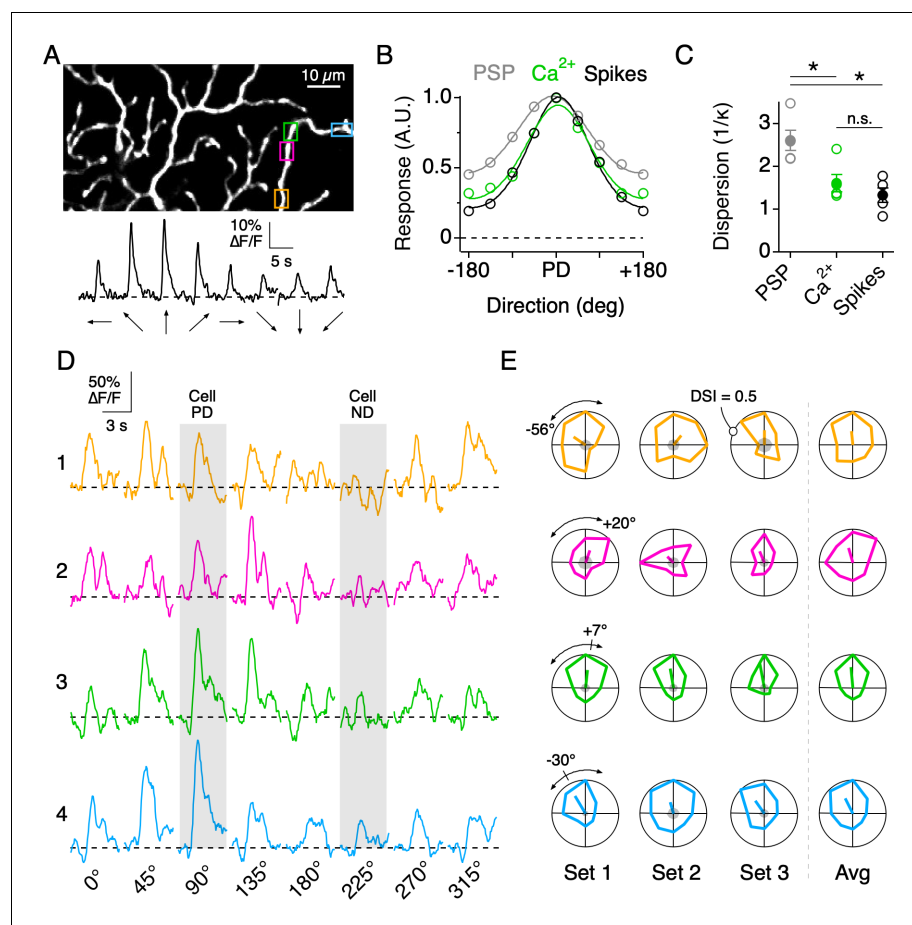 A
10 µm
10%
ΔF/F
5 s
B
PSP Ca2+ Spikes
Response (A.U.)
1.0
0.5
0
-180 PD +180
Direction (deg)
C
* *
n.s.
Dispersion (1/κ)
3
2
1
0
PSP Ca2+ Spikes
D
50%
ΔF/F
3 s
Cell
PD
Cell
ND
1
2
3
4
0° 45° 90° 135° 180° 225° 270° 315°
E
DSI = 0.5
-56°
+20°
+7°
-30°
Set 1 Set 2 Set 3 Avg